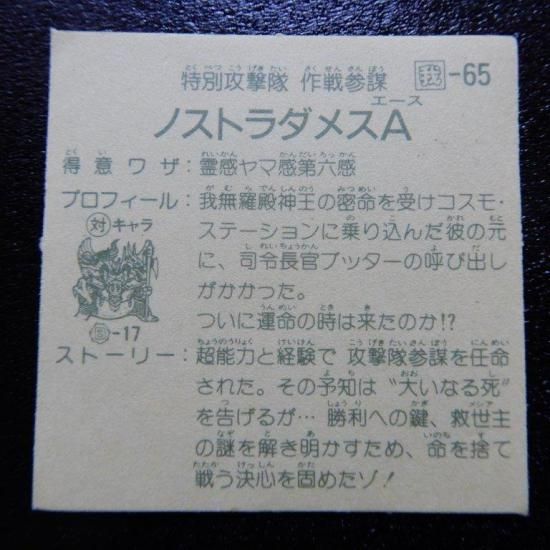 特別攻撃隊 作戦参謀 -65
ノストラダメスA
得意ワザ：霊感ヤマ感第六感
プロフィール：我無羅殿神王の密命を受けコスモ・
ステーションに乗り込んだ彼の元
に、司令長官ブッターの呼び出し
がかかった。
ついに運命の時は来たのか!?
対キャラ
-17
ストーリー：超能力と経験で 攻撃隊参謀を任命
された。その予知は“大いなる死”
を告げるが… 勝利への鍵、救世主
の謎を解き明かすため、命を捨て
戦う決心を固めたゾ！